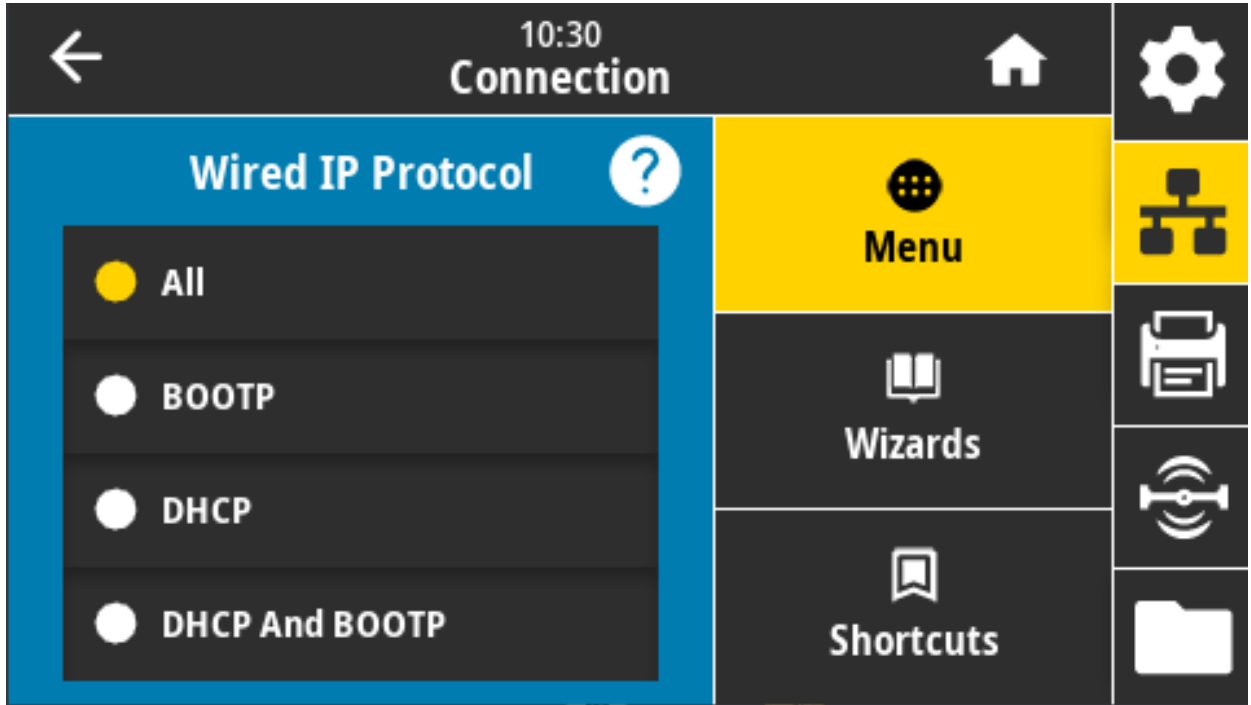 10:30
Connection
Wired IP Protocol
?
All
BOOTP
DHCP
DHCP And BOOTP
Menu
Wizards
Shortcuts